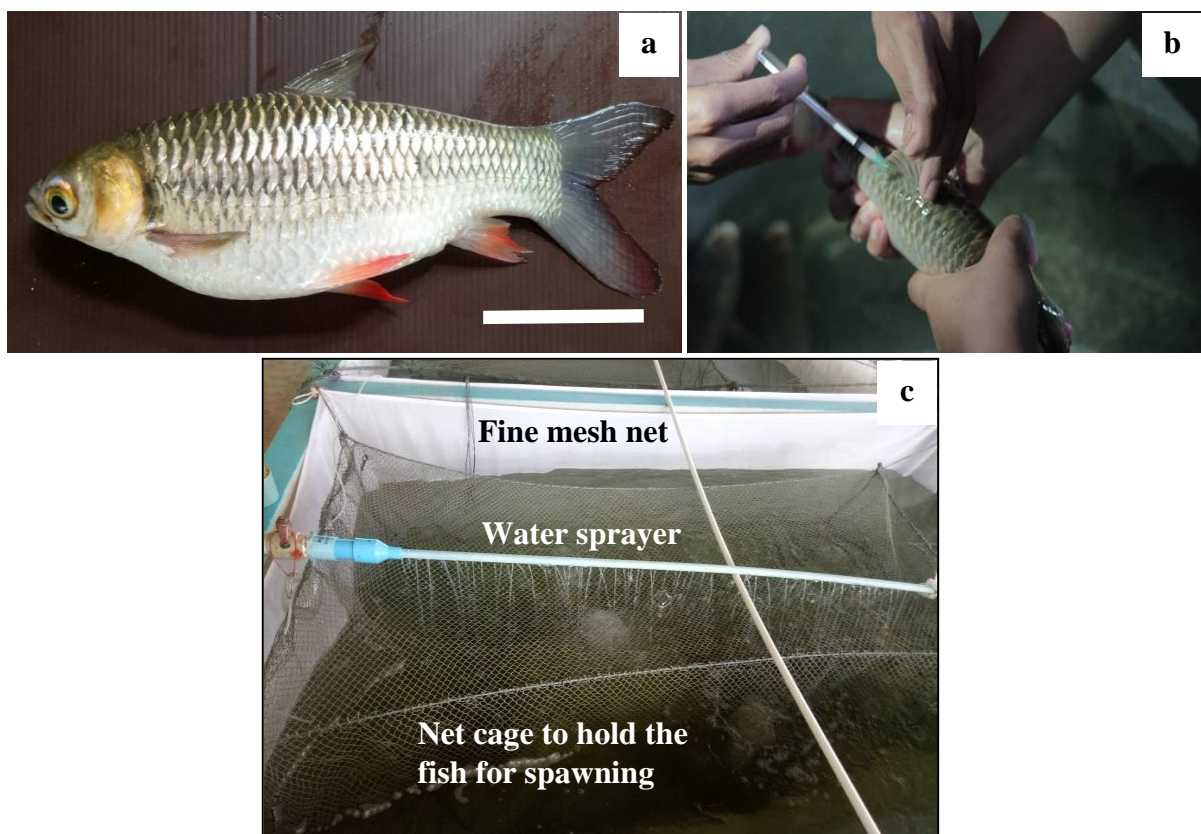 a
b
c
Fine mesh net
Water sprayer
Net cage to hold the
fish for spawning